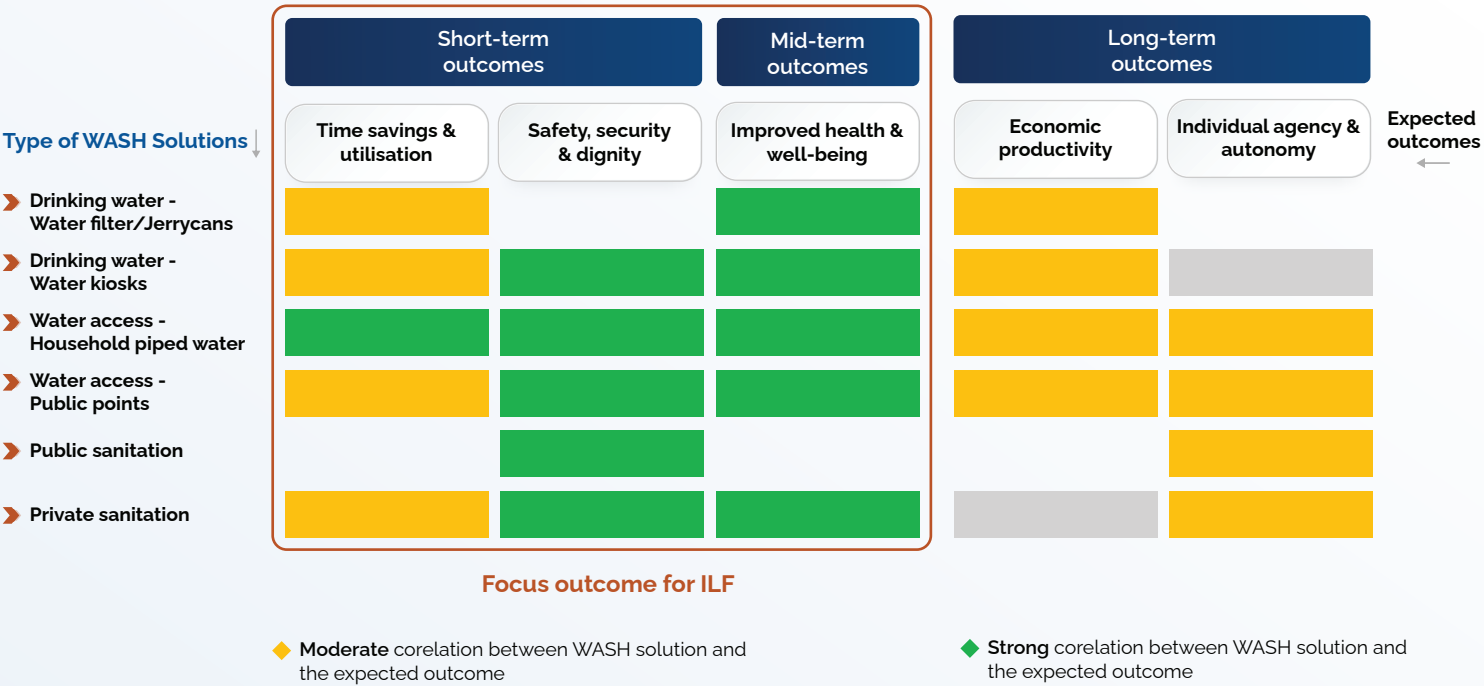 Short-term
outcomes
Mid-term
outcomes
Long-term
outcomes
Type of WASH Solutions
Time savings &
utilisation
Safety, security
& dignity
Improved health &
well-being
Economic
productivity
Individual agency &
autonomy
Expected
outcomes
Drinking water -
Water filter/Jerrycans
Drinking water -
Water kiosks
Water access -
Household piped water
Water access -
Public points
Public sanitation
Private sanitation
Focus outcome for ILF
Moderate corelation between WASH solution and
the expected outcome
Strong corelation between WASH solution and
the expected outcome